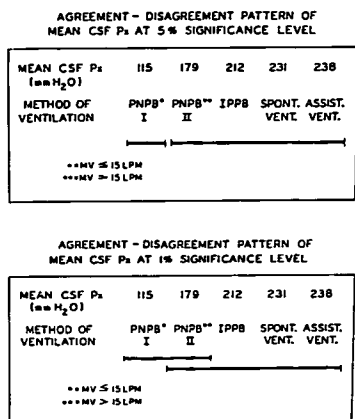 AGREEMENT - DISAGREEMENT PATTERN OF
MEAN CSF Ps AT 5% SIGNIFICANCE LEVEL
MEAN CSF Ps 115 179 212 231 238
(mm H2O)
METHOD OF PNPB* PNPB** IPPB SPONT. ASSIST.
VENTILATION I II VENT. VENT.
**MV ≤ 15 LPM
***MV > 15 LPM
AGREEMENT - DISAGREEMENT PATTERN OF
MEAN CSF Ps AT 1% SIGNIFICANCE LEVEL
MEAN CSF Ps 115 179 212 231 238
(mm H2O)
METHOD OF PNPB* PNPB** IPPB SPONT. ASSIST.
VENTILATION I II VENT. VENT.
**MV ≤ 15 LPM
***MV > 15 LPM